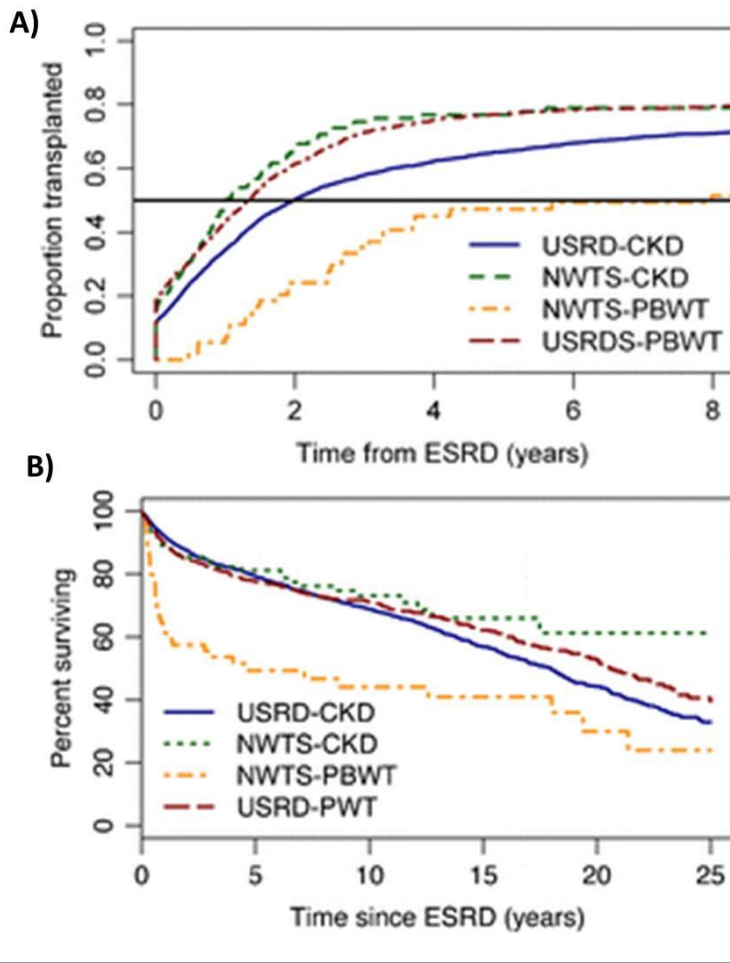 A)
1.0
0.8
0.6
0.4
0.2
0.0
Proportion transplanted
USRD-CKD
NWTS-CKD
NWTS-PBWT
USRDS-PBWT
0 2 4 6 8
Time from ESRD (years)
B)
100
80
60
40
20
0
Percent surviving
USRD-CKD
NWTS-CKD
NWTS-PBWT
USRD-PWT
0 5 10 15 20 25
Time since ESRD (years)